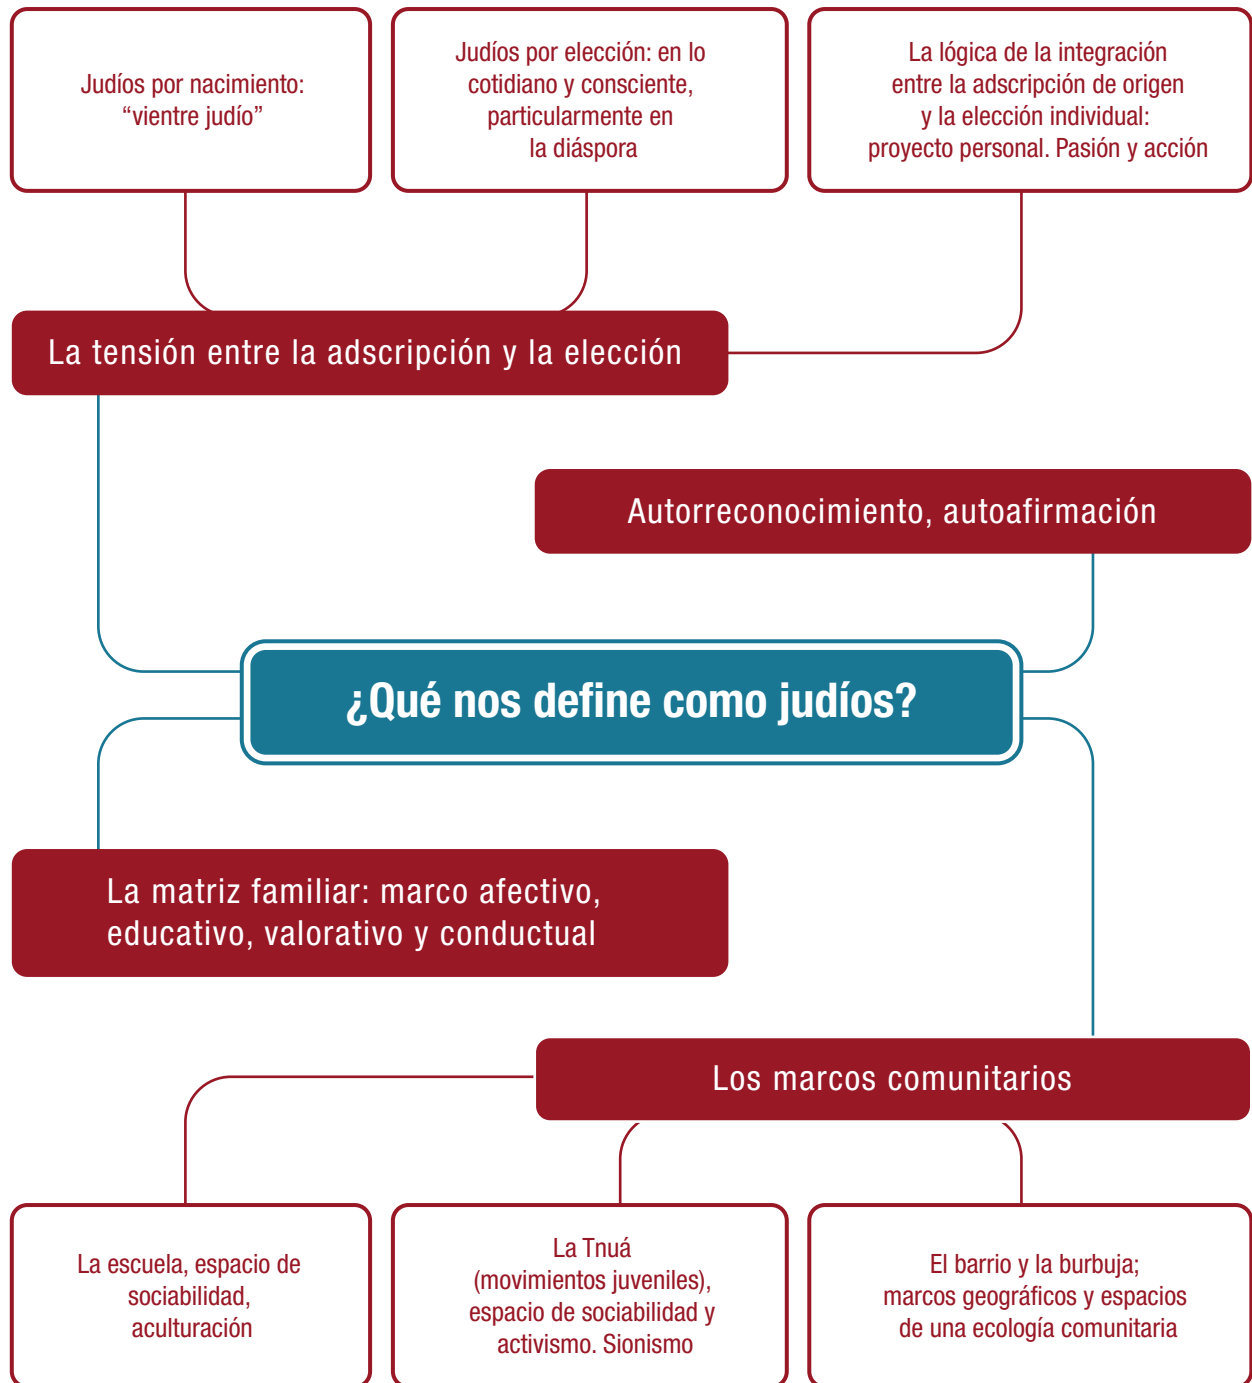 Judíos por nacimiento:
“vientre judío”
Judíos por elección: en lo
cotidiano y consciente,
particularmente en
la diáspora
La lógica de la integración
entre la adscripción de origen
y la elección individual:
proyecto personal. Pasión y acción
La tensión entre la adscripción y la elección
Autorreconocimiento, autoafirmación
¿Qué nos define como judíos?
La matriz familiar: marco afectivo,
educativo, valorativo y conductual
Los marcos comunitarios
La escuela, espacio de
sociabilidad,
aculturación
La Tnuá
(movimientos juveniles),
espacio de sociabilidad y
activismo. Sionismo
El barrio y la burbuja;
marcos geográficos y espacios
de una ecología comunitaria